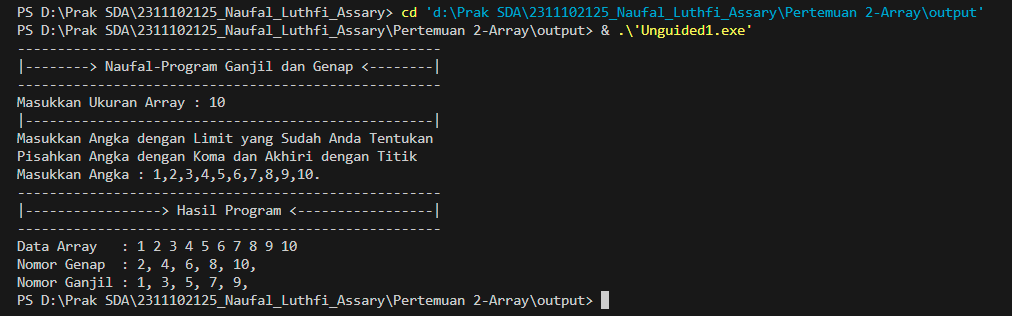 PS D:\Prak SDA\2311102125_Naufal_Luthfi_Assary> cd 'd:\Prak SDA\2311102125_Naufal_Luthfi_Assary\Pertemuan 2-Array\output'
PS D:\Prak SDA\2311102125_Naufal_Luthfi_Assary\Pertemuan 2-Array\output> & .\'Unguided1.exe'
-----------------------------------------------------
|--------> Naufal-Program Ganjil dan Genap <--------|
-----------------------------------------------------
Masukkan Ukuran Array : 10
|---------------------------------------------------|
Masukkan Angka dengan Limit yang Sudah Anda Tentukan
Pisahkan Angka dengan Koma dan Akhiri dengan Titik
Masukkan Angka : 1,2,3,4,5,6,7,8,9,10.
-----------------------------------------------------
|-----------------> Hasil Program <-----------------|
-----------------------------------------------------
Data Array   : 1 2 3 4 5 6 7 8 9 10
Nomor Genap  : 2, 4, 6, 8, 10,
Nomor Ganjil : 1, 3, 5, 7, 9,
PS D:\Prak SDA\2311102125_Naufal_Luthfi_Assary\Pertemuan 2-Array\output>